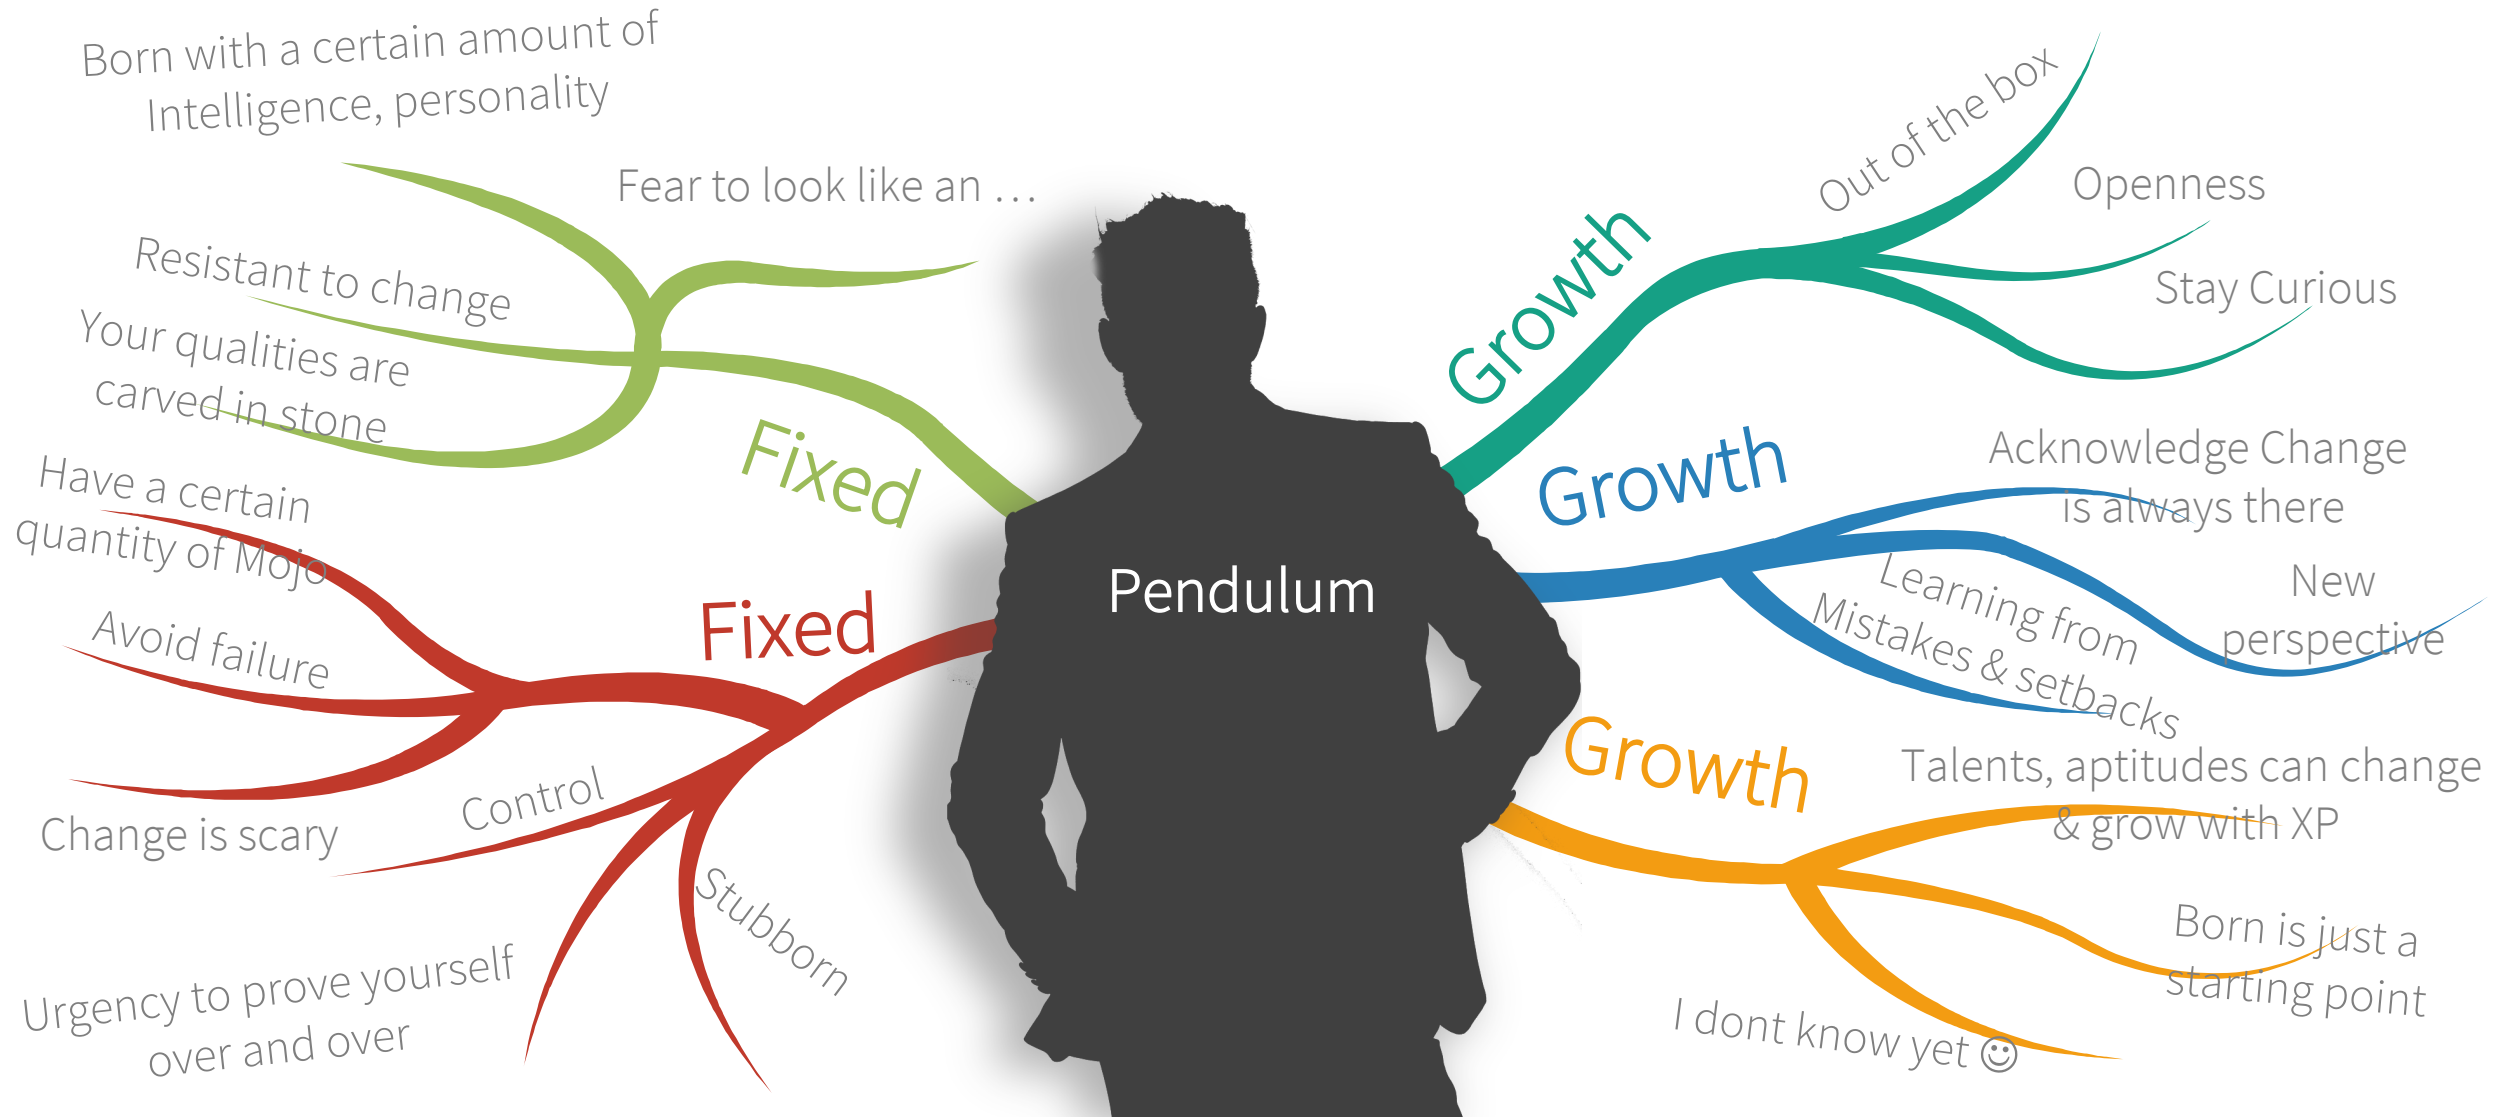 Born with a certain amount of
Intelligence, personality
Fear to look like an …
Resistant to change
Your qualities are
carved in stone
Fixed
Have a certain
quantity of Mojo
Avoid failure
Fixed
Change is scary
Control
Stubborn
Urgency to prove yourself
over and over
Pendulum
Growth
Out of the box
Openness
Stay Curious
Growth
Acknowledge Change
is always there
New
perspective
Learning from
Mistakes & setbacks
Growth
Talents, aptitudes can change
& grow with XP
Born is just a
starting point
I dont know yet ☺